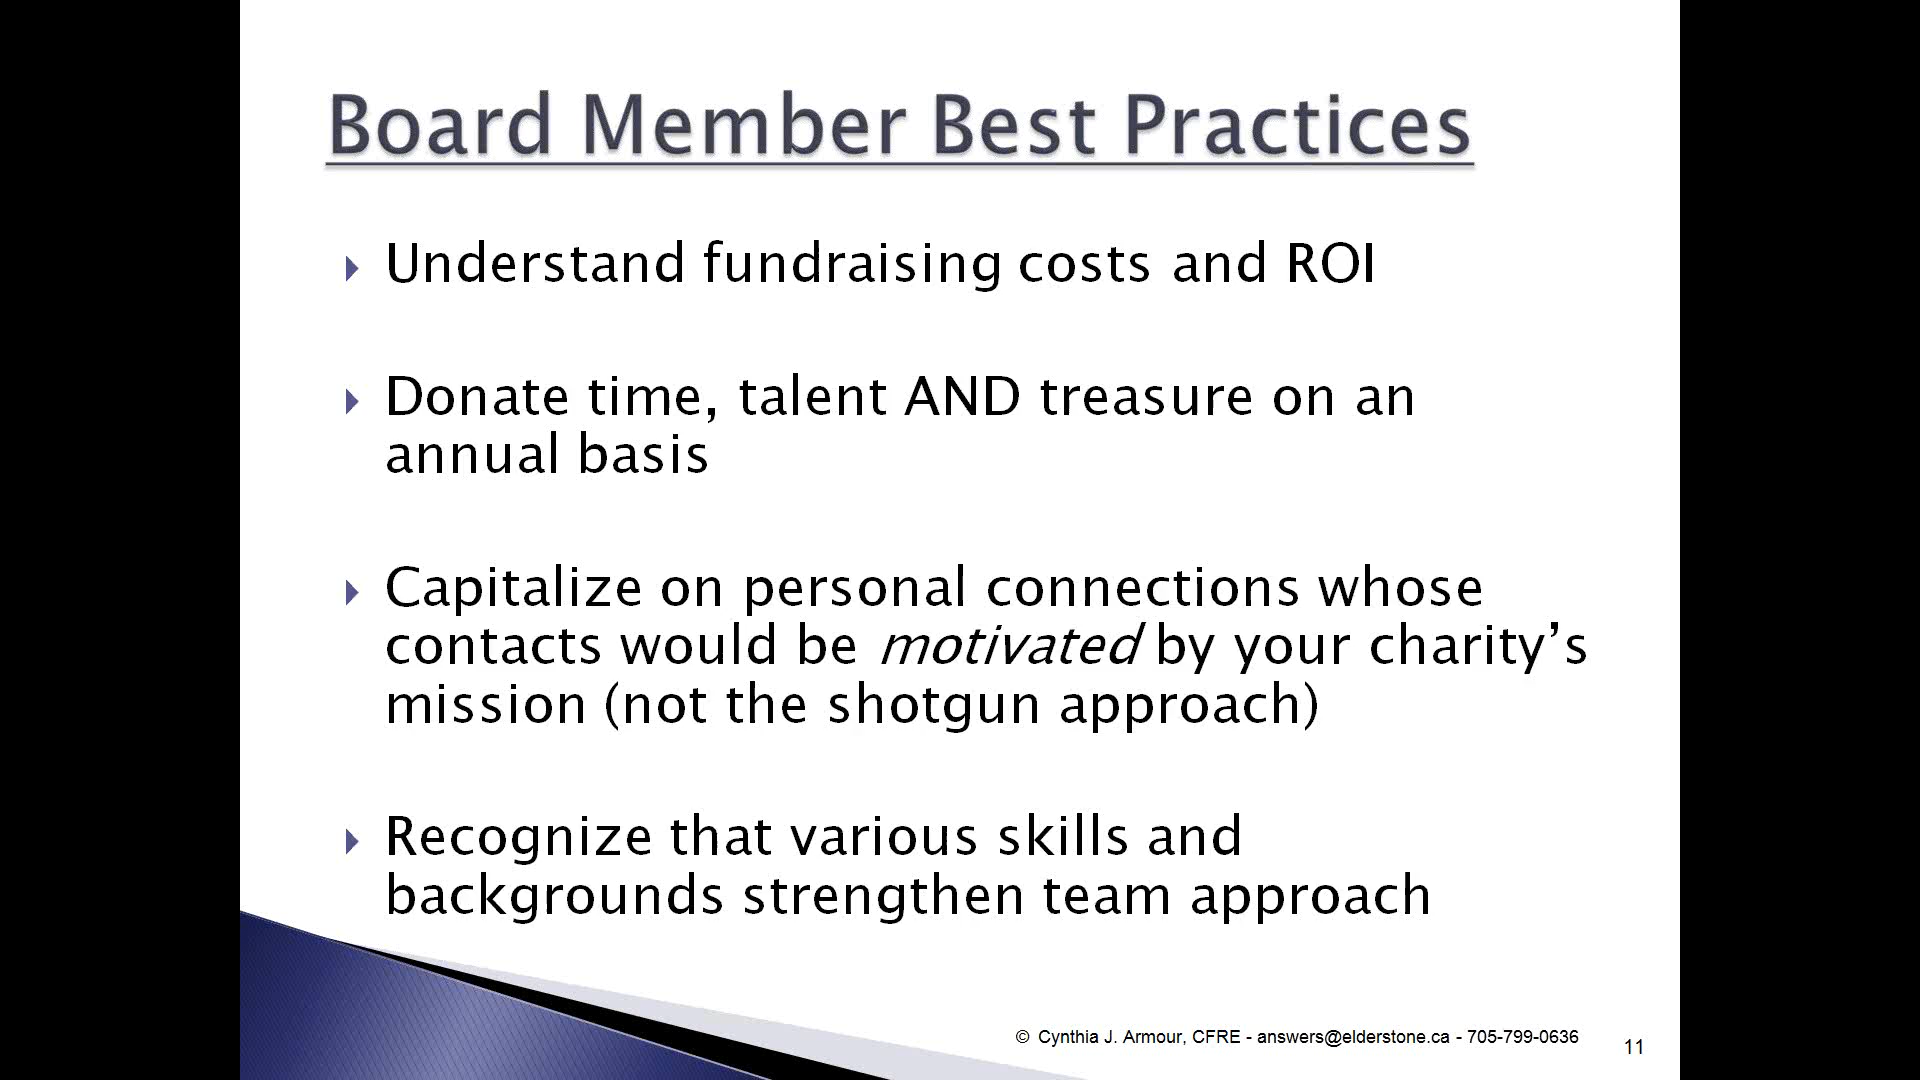 Board Member Best Practices
Understand fundraising costs and ROI
Donate time, talent AND treasure on an
annual basis
Capitalize on personal connections whose
contacts would be motivated by your charity’s
mission (not the shotgun approach)
Recognize that various skills and
backgrounds strengthen team approach
© Cynthia J. Armour, CFRE - answers@elderstone.ca - 705-799-0636
11